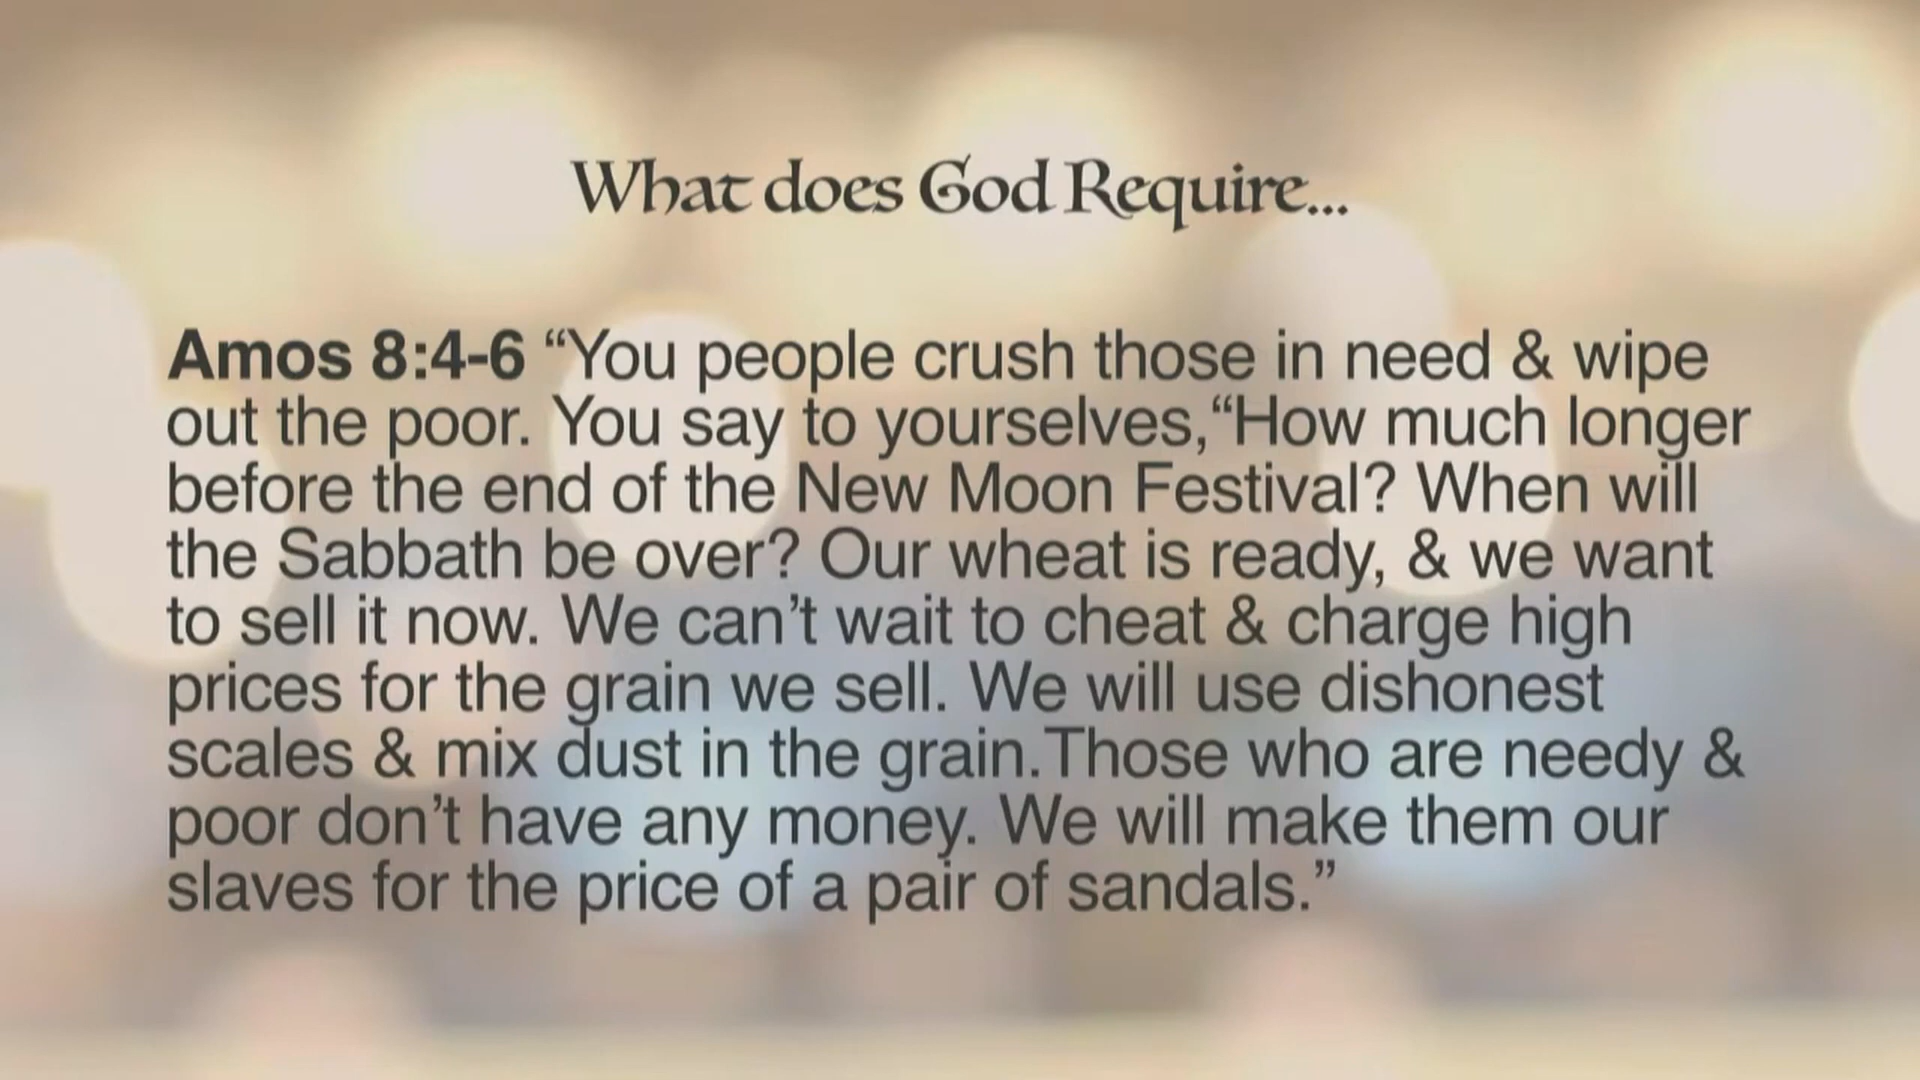 What does God Require...
Amos 8:4-6 “You people crush those in need & wipe
out the poor. You say to yourselves,“How much longer
before the end of the New Moon Festival? When will
the Sabbath be over? Our wheat is ready, & we want
to sell it now. We can’t wait to cheat & charge high
prices for the grain we sell. We will use dishonest
scales & mix dust in the grain.Those who are needy &
poor don’t have any money. We will make them our
slaves for the price of a pair of sandals.”